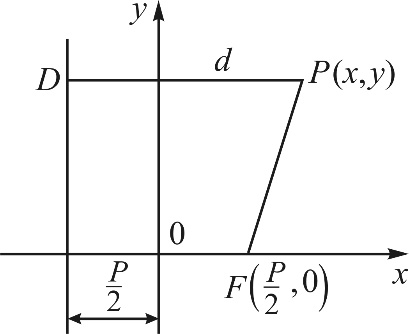 y
D d P(x,y)
0
P/2 F(P/2,0) x